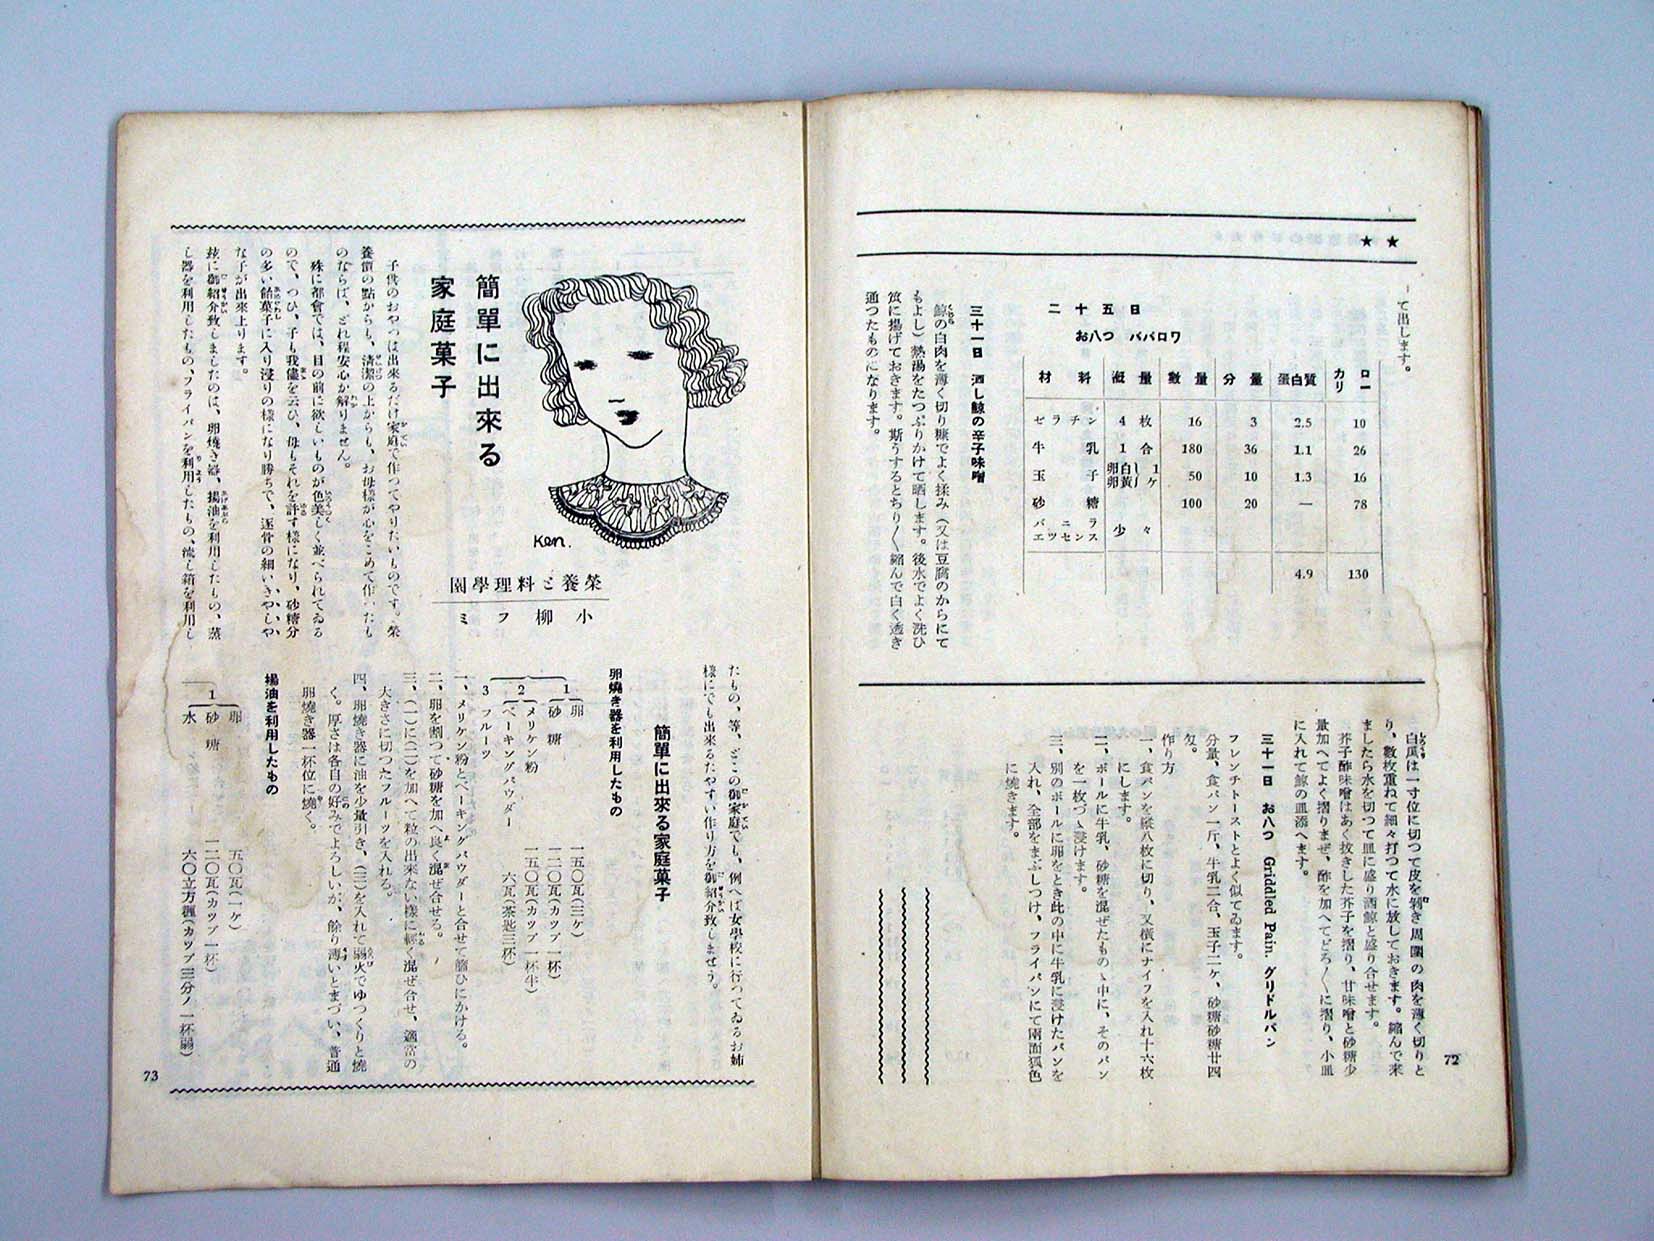 ★★
ーて出します。
二十五日
お八つ ババロワ
材料 概量 數量 分量 蛋白質 カロリー
ゼラチン 4枚 16 3 2.5 10
牛乳 1合 180 36 1.1 26
玉子 卵白 卵黄 1ケ 50 10 1.3 16
砂糖 100 20 — 78
バニラエツセンス 少々
4.9 130
三十一日 洒し鯨の辛子味噌
鯨の白肉を薄く切り糠でよく揉み（又は豆腐のからにて
もよし）熱湯をたつぷりかけて晒します。後水でよく洗ひ
笊に揚げておきます。斯うするとちり〱縮んで白く透き
通つたものになります。
白瓜は一寸位に切つて皮を剝き周圍の肉を薄く切りと
り、數枚重ねて細々打つて水に放しておきます。縮んで来
ましたら水を切つて皿に盛り洒鯨と盛り合せます。
芥子酢味噌はあく抜きした芥子を摺り、甘味噌と砂糖少
量加へてよく摺りまぜ、酢を加へてどろ〱に摺り、小皿
に入れて鯨の皿添へます。
三十一日 お八つ Griddled Pain. グリドルパン
フレンチトーストとよく似てゐます。
分量、食パン一斤、牛乳二合、玉子二ケ、砂糖砂糖廿四
匁。
作り方
一、食パンを縱八枚に切り、又橫にナイフを入れ十六枚
にします。
二、ボールに牛乳、砂糖を混ぜたものゝ中に、そのパン
を一枚づゝ浸けます。
三、別のボールに卵をとき此の中に牛乳に浸けたパンを
入れ、全部をまぶしつけ、フライパンにて兩面狐色
に燒きます。
72
簡單に出來る
家庭菓子
Ken.
榮養と料理學園
小柳フミ
子供のおやつは出來るだけ家庭で作つてやりたいものです。榮
養價の點からも、淸潔の上からも、お母樣が心をこめて作つたも
のならば、どれ程安心か解りません。
殊に都會では、目の前に欲しいものが色美しく並べられてゐる
ので、つひ、子も我儘を云ひ、母もそれを許す樣になり、砂糖分
の多い餡菓子に入り浸りの樣になり勝ちで、逐骨の細いきやしや
な子が出來上ります。
玆に御紹介致しましたのは、卵燒き器、揚油を利用したもの、蒸
し器を利用したもの、フライパンを利用したもの、流し箱を利用し
たもの、等、どこの御家庭でも、例へば女學校に行つてゐるお姉
樣にでも出來るたやすい作り方を御紹介致しませう。
簡單に出來る家庭菓子
卵燒き器を利用したもの
1 卵 一五〇瓦（三ケ）
砂糖 一二〇瓦（カツプ一杯）
2 メリケン粉 一五〇瓦（カツプ一杯半）
ベーキングパウダー 六瓦（茶匙三杯）
3 フルーツ
一、メリケン粉とベーキングパウダーと合せて篩ひにかける。
二、卵を割つて砂糖を加へ良く混ぜ合せる。
三、（一）に（二）を加へて粒の出來ない樣に輕く混ぜ合せ、適當の
大きさに切つたフルーツを入れる。
四、卵燒き器に油を少量引き、（三）を入れて弱火でゆつくりと燒
く。厚さは各自の好みでよろしいが、餘り薄いとまづい、普通
卵燒き器一杯位に燒く。
揚油を利用したもの
1 卵 五〇瓦（一ケ）
砂糖 一二〇瓦（カツプ一杯）
水 六〇立方糎（カツプ三分ノ一杯弱）
73